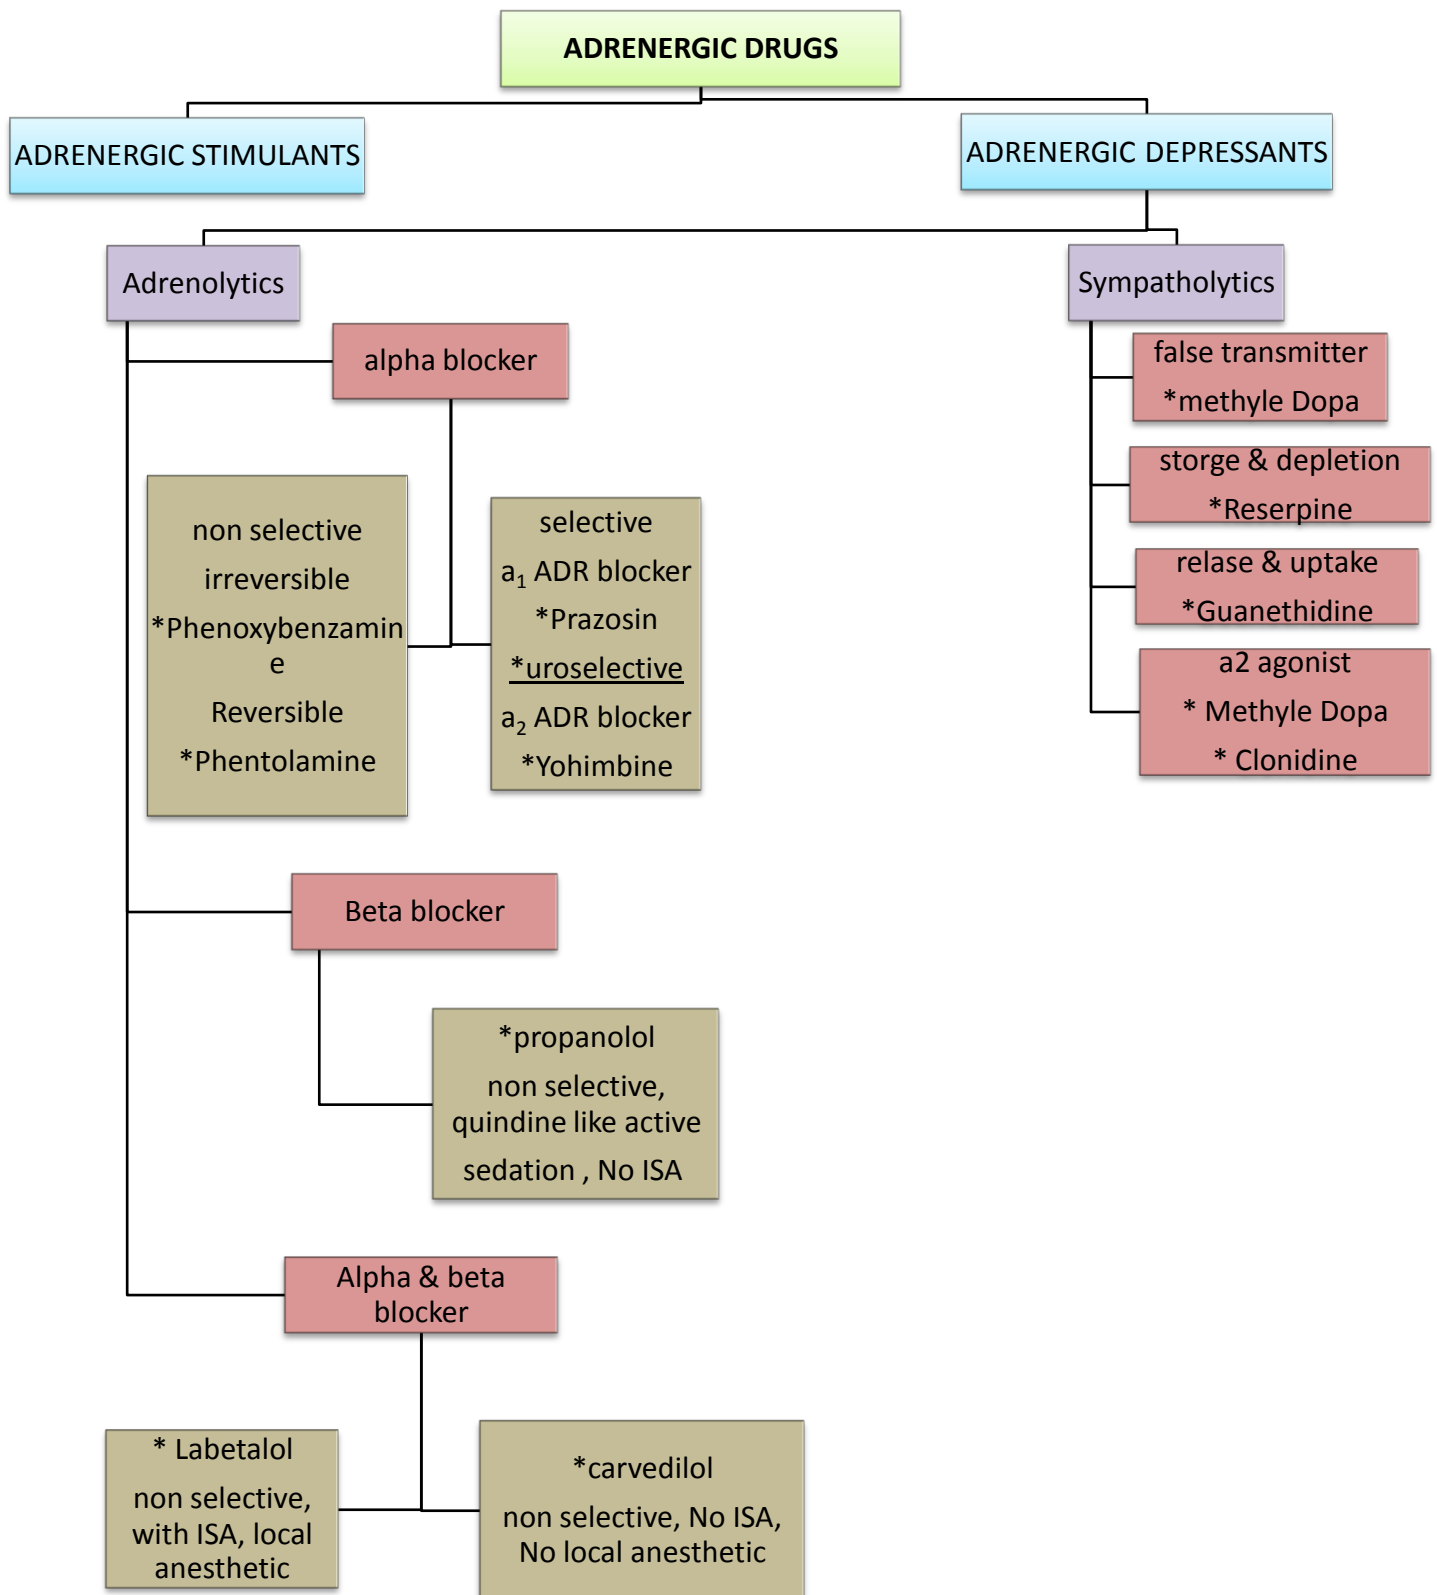 ADRENERGIC DRUGS
ADRENERGIC STIMULANTS
ADRENERGIC DEPRESSANTS
Adrenolytics
Sympatholytics
alpha blocker
false transmitter
*methyle Dopa
storge & depletion
*Reserpine
relase & uptake
*Guanethidine
a2 agonist
* Methyle Dopa
* Clonidine
non selective
irreversible
*Phenoxybenzamin
e
Reversible
*Phentolamine
selective
a₁ ADR blocker
*Prazosin
*uroselective
a₂ ADR blocker
*Yohimbine
Beta blocker
*propanolol
non selective,
quindine like active
sedation , No ISA
Alpha & beta
blocker
* Labetalol
non selective,
with ISA, local
anesthetic
*carvedilol
non selective, No ISA,
No local anesthetic